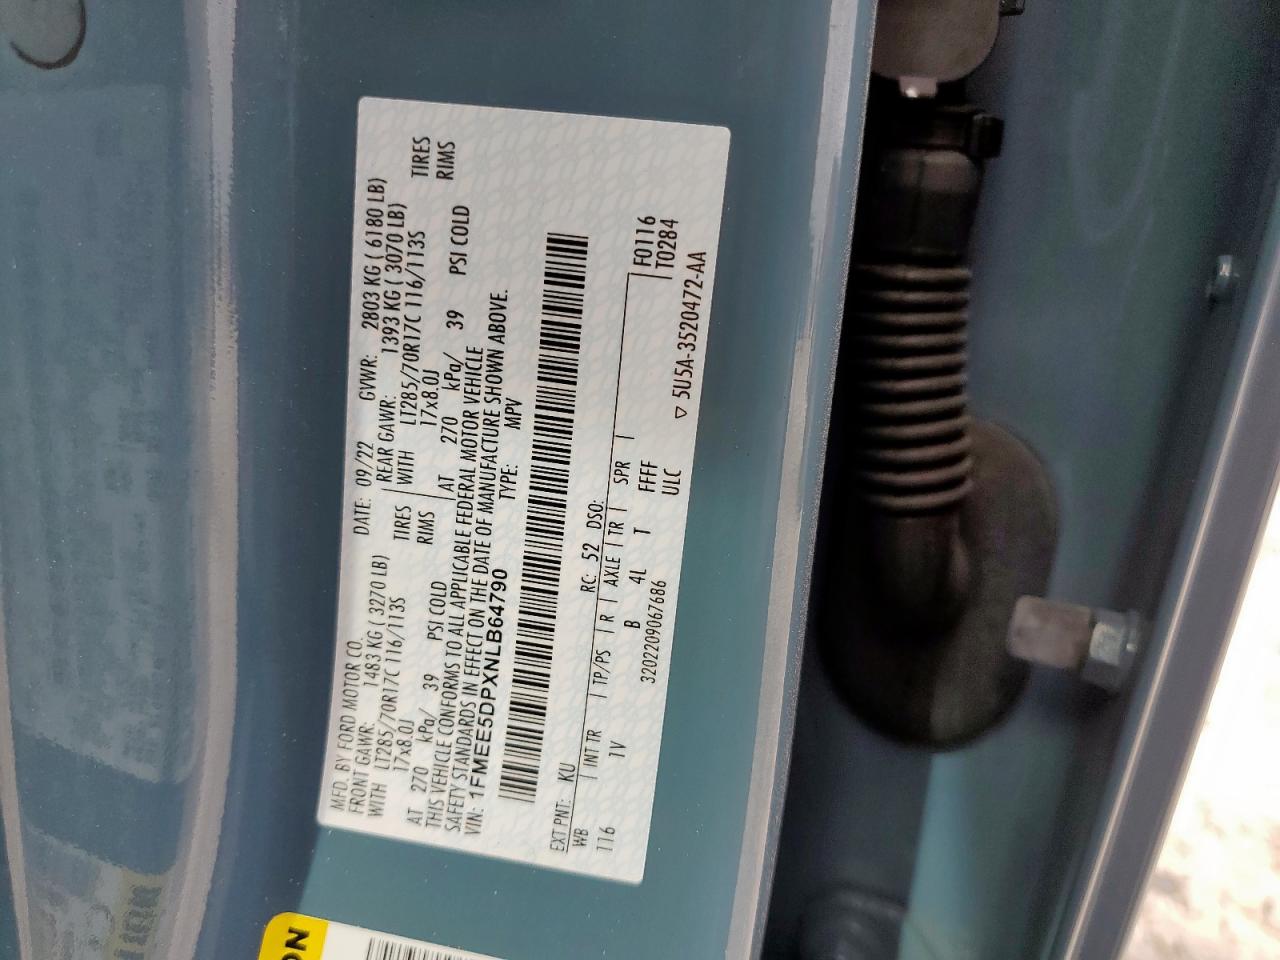 MFD. BY FORD MOTOR CO.
DATE: 09/22 GVWR: 2803 KG ( 6180 LB)
FRONT GAWR: 1483 KG ( 3270 LB) REAR GAWR: 1393 KG ( 3070 LB)
WITH LT285/70R17C 116/113S TIRES WITH LT285/70R17C 116/113S TIRES
17x8.0J RIMS 17x8.0J RIMS
AT 270 kPa/ 39 PSI COLD AT 270 kPa/ 39 PSI COLD
THIS VEHICLE CONFORMS TO ALL APPLICABLE FEDERAL MOTOR VEHICLE
SAFETY STANDARDS IN EFFECT ON THE DATE OF MANUFACTURE SHOWN ABOVE.
VIN: 1FMEE5DPXNLB64790 TYPE: MPV
EXT PNT: KU RC: 52 DSO:
WB INT TR TP/PS R AXLE TR SPR F0116
116 1V B 4L T FFFF T0284
3202209067686 ULC
▽ 5U5A-3520472-AA
ON